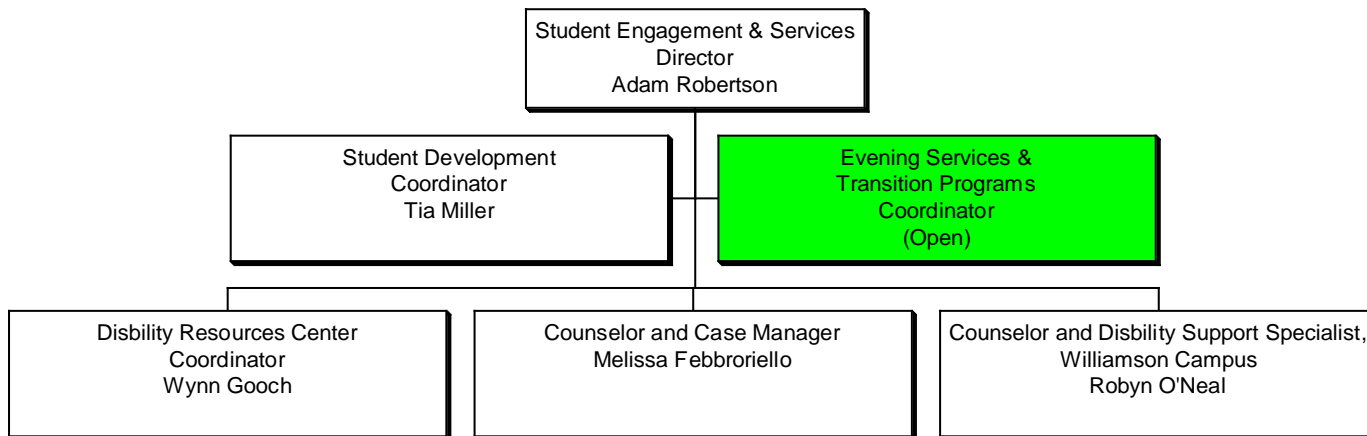 Student Engagement & Services
Director
Adam Robertson
Student Development
Coordinator
Tia Miller
Evening Services &
Transition Programs
Coordinator
(Open)
Disbility Resources Center
Coordinator
Wynn Gooch
Counselor and Case Manager
Melissa Febbroriello
Counselor and Disbility Support Specialist,
Williamson Campus
Robyn O'Neal